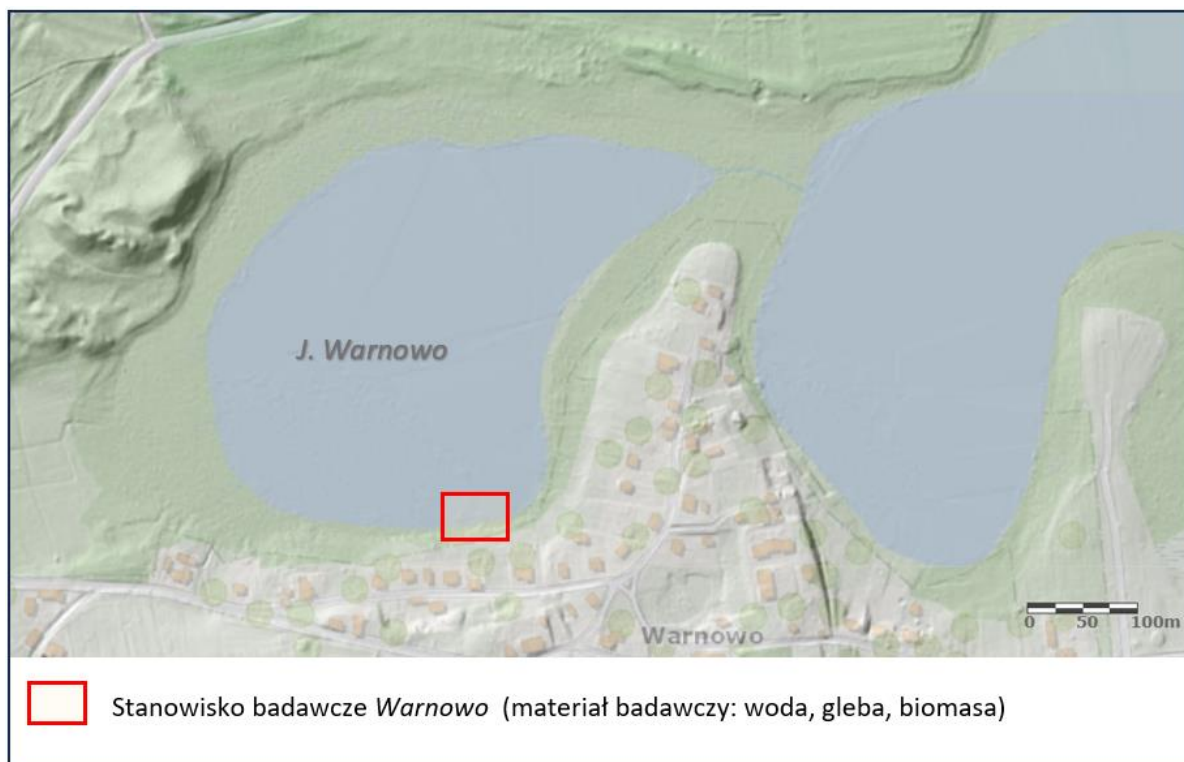 J. Warnowo
Warnowo
0 50 100m
Stanowisko badawcze Warnowo (materiał badawczy: woda, gleba, biomasa)